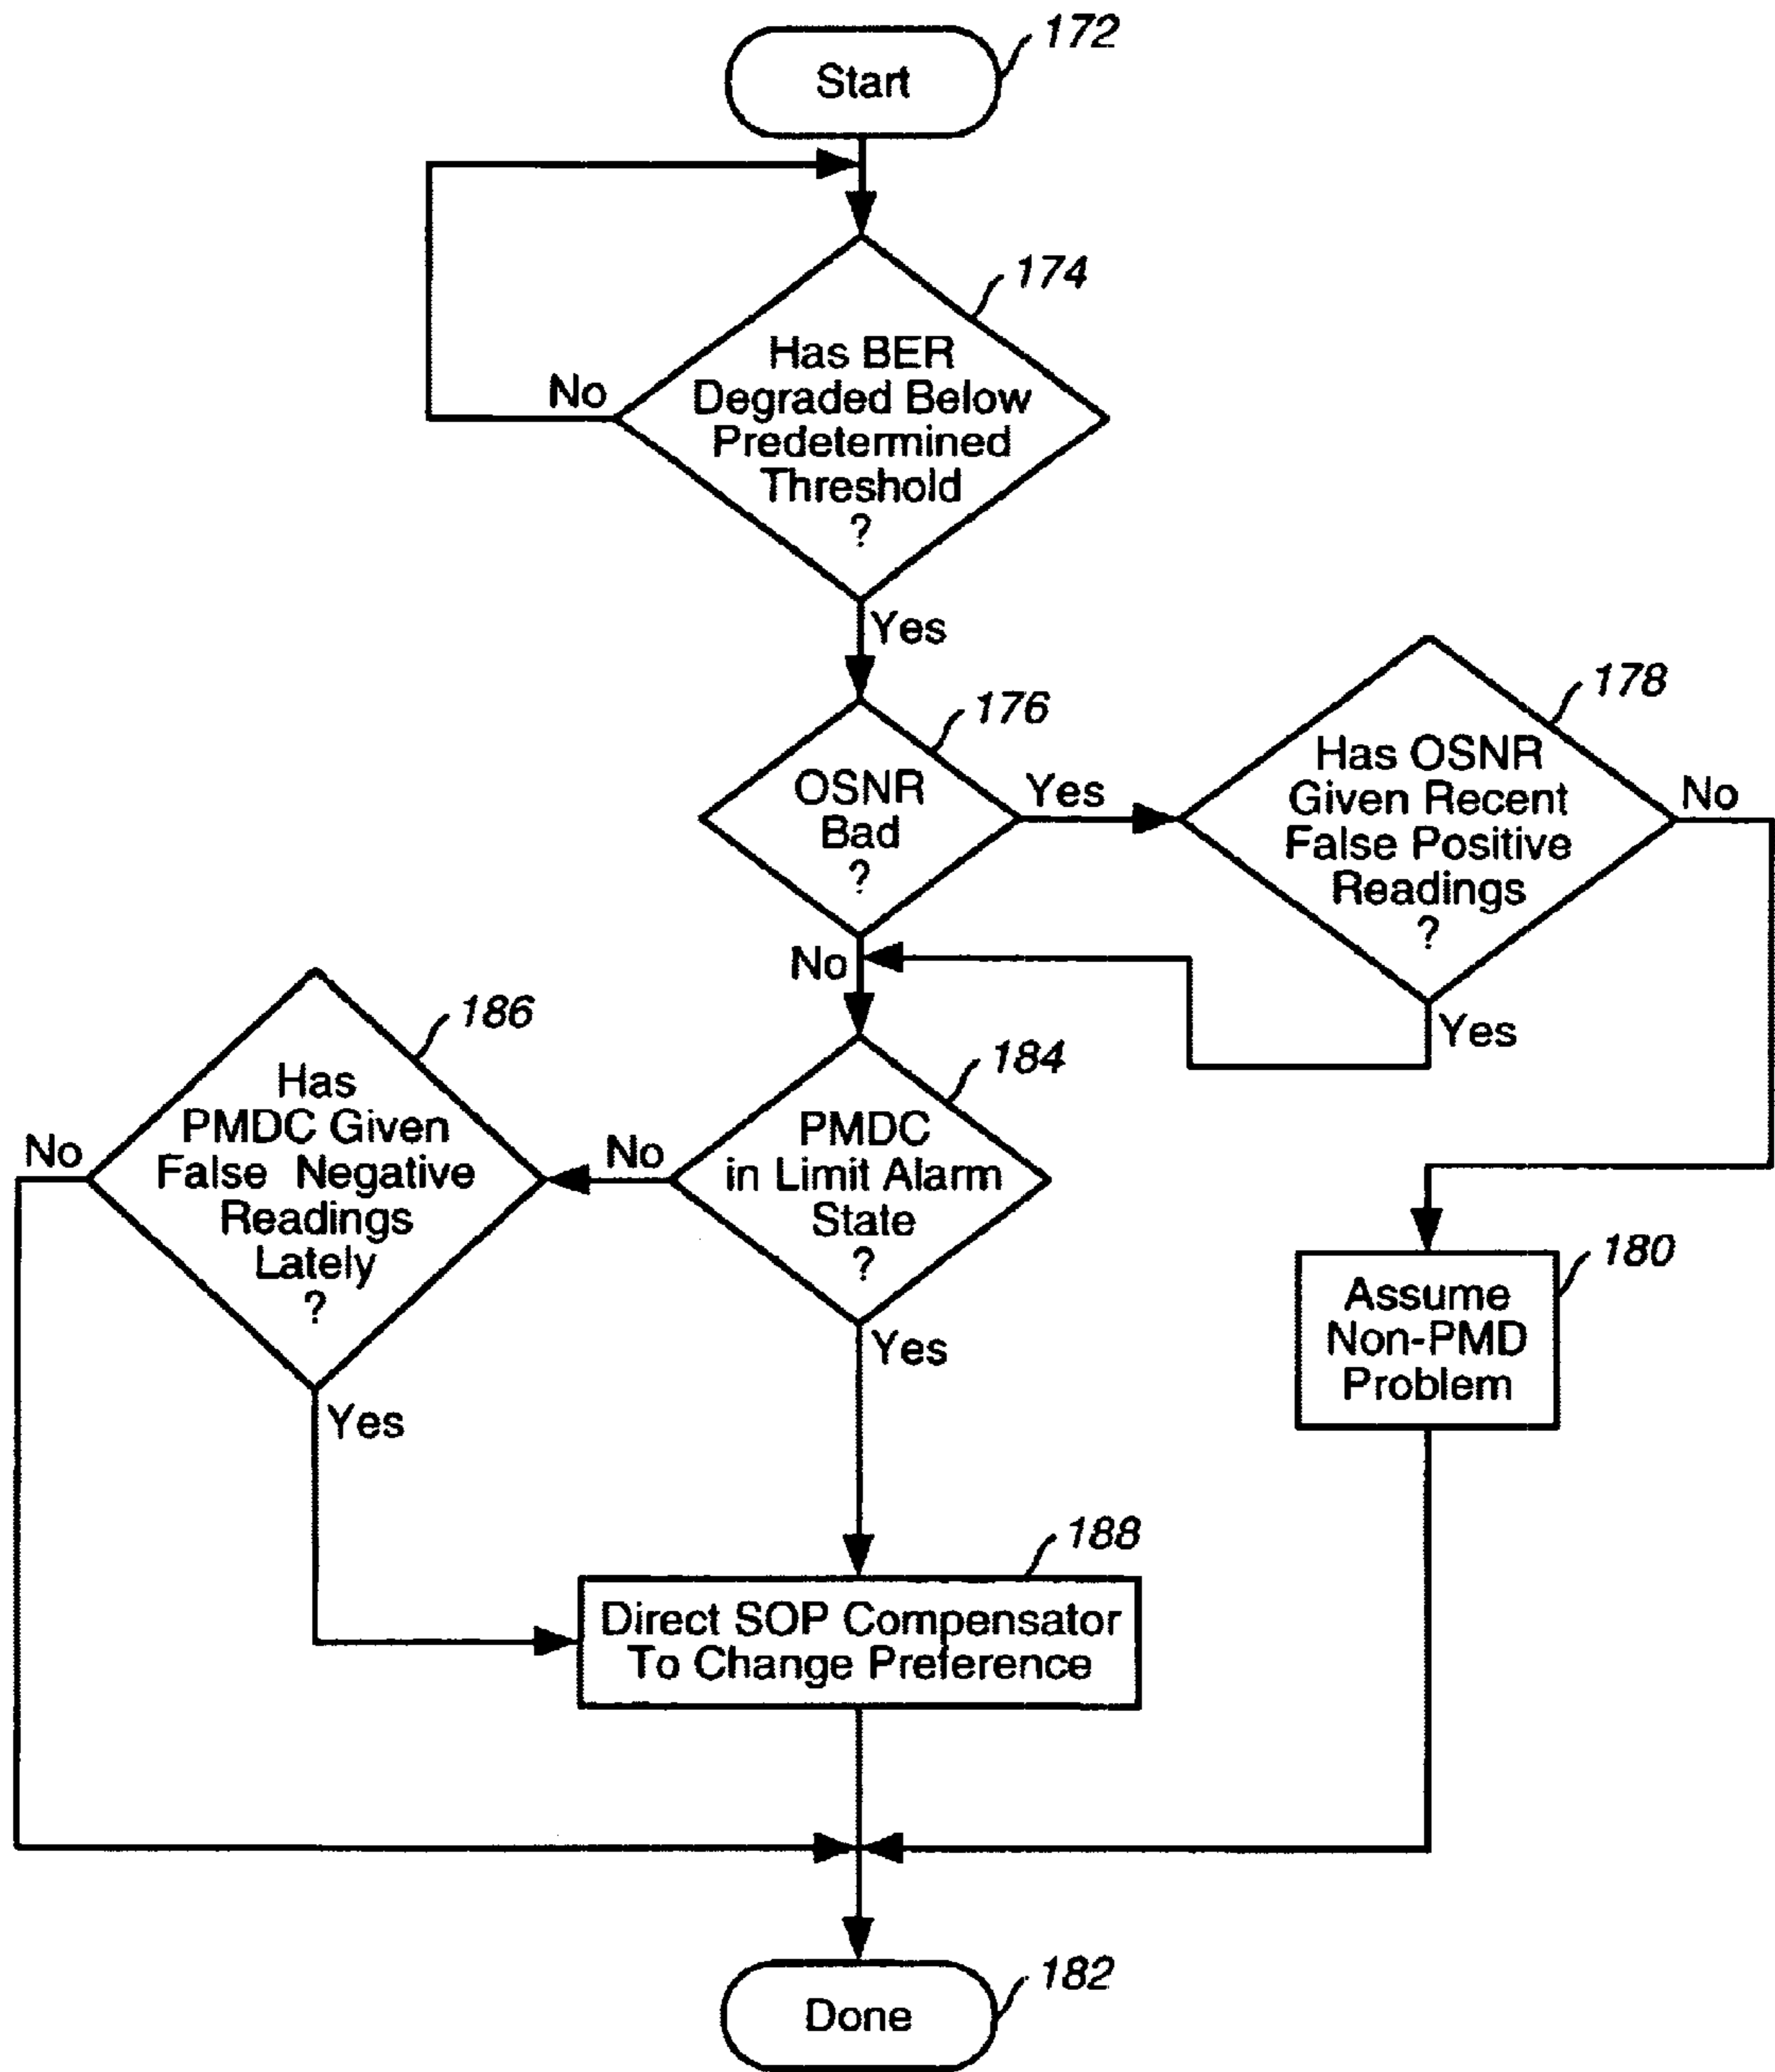 172
Start
174
Has BER
Degraded Below
Predetermined
Threshold
?
No
Yes
176
OSNR
Bad
?
Yes
No
178
Has OSNR
Given Recent
False Positive
Readings
?
No
Yes
186
Has
PMDC Given
False Negative
Readings
Lately
?
No
Yes
184
PMDC
in Limit Alarm
State
?
No
Yes
180
Assume
Non-PMD
Problem
188
Direct SOP Compensator
To Change Preference
182
Done